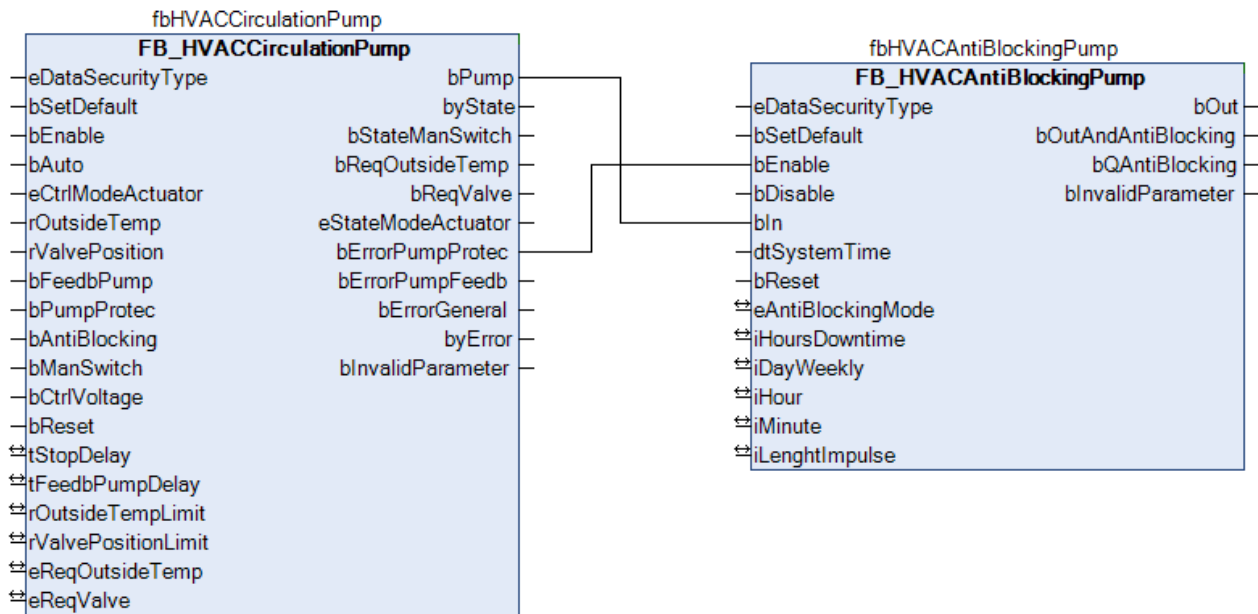 fbHVACCirculationPump
FB_HVACCirculationPump
eDataSecurityType bPump
bSetDefault byState
bEnable bStateManSwitch
bAuto bReqOutsideTemp
eCtrlModeActuator bReqValve
rOutsideTemp eStateModeActuator
rValvePosition bErrorPumpProtec
bFeedbPump bErrorPumpFeedb
bPumpProtec bErrorGeneral
bAntiBlocking byError
bManSwitch bInvalidParameter
bCtrlVoltage
bReset
tStopDelay
tFeedbPumpDelay
rOutsideTempLimit
rValvePositionLimit
eReqOutsideTemp
eReqValve
fbHVACAntiBlockingPump
FB_HVACAntiBlockingPump
eDataSecurityType bOut
bSetDefault bOutAndAntiBlocking
bEnable bQAntiBlocking
bDisable bInvalidParameter
bIn
dtSystemTime
bReset
eAntiBlockingMode
iHoursDowntime
iDayWeekly
iHour
iMinute
iLenghtImpulse